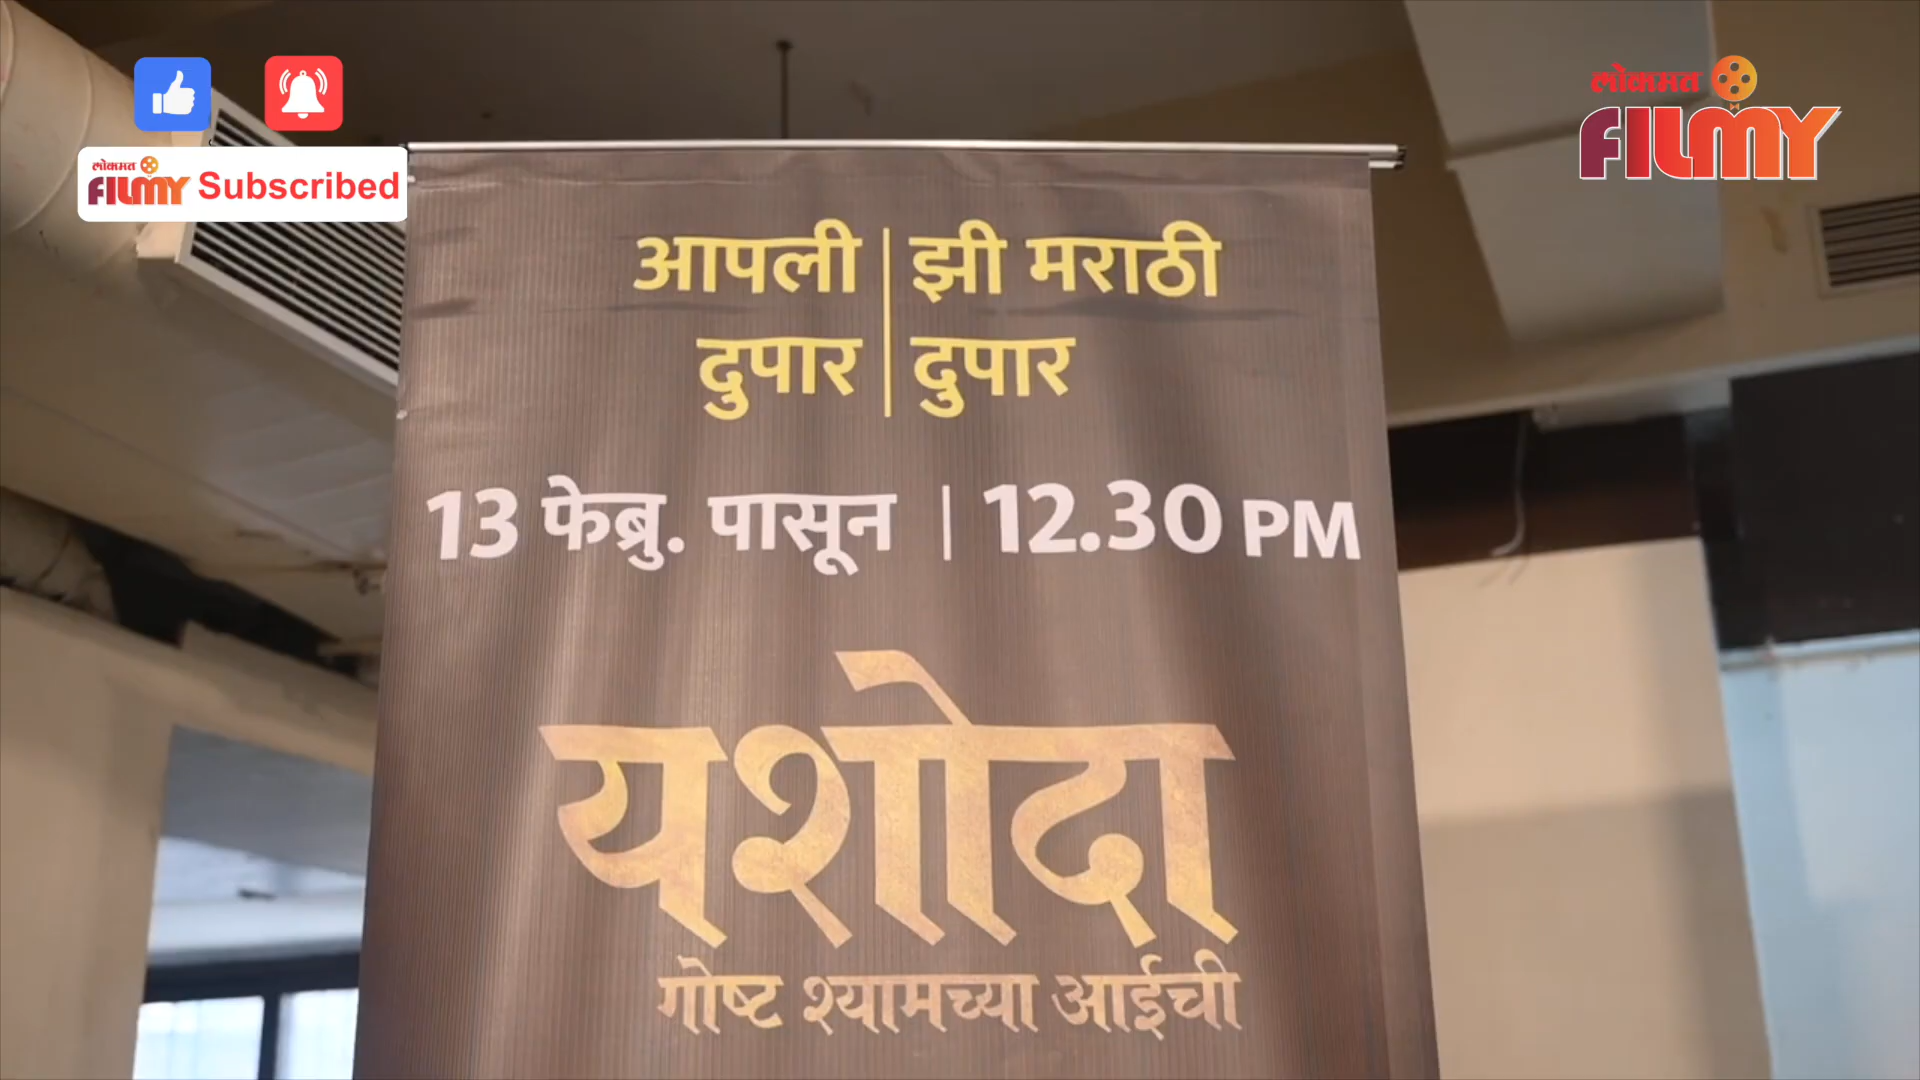 लोकमत
FILMY
लोकमत
FILMY Subscribed
आपली | झी मराठी
दुपार | दुपार
13 फेब्रु. पासून | 12.30 PM
यशोदा
गोष्ट श्यामच्या आईची